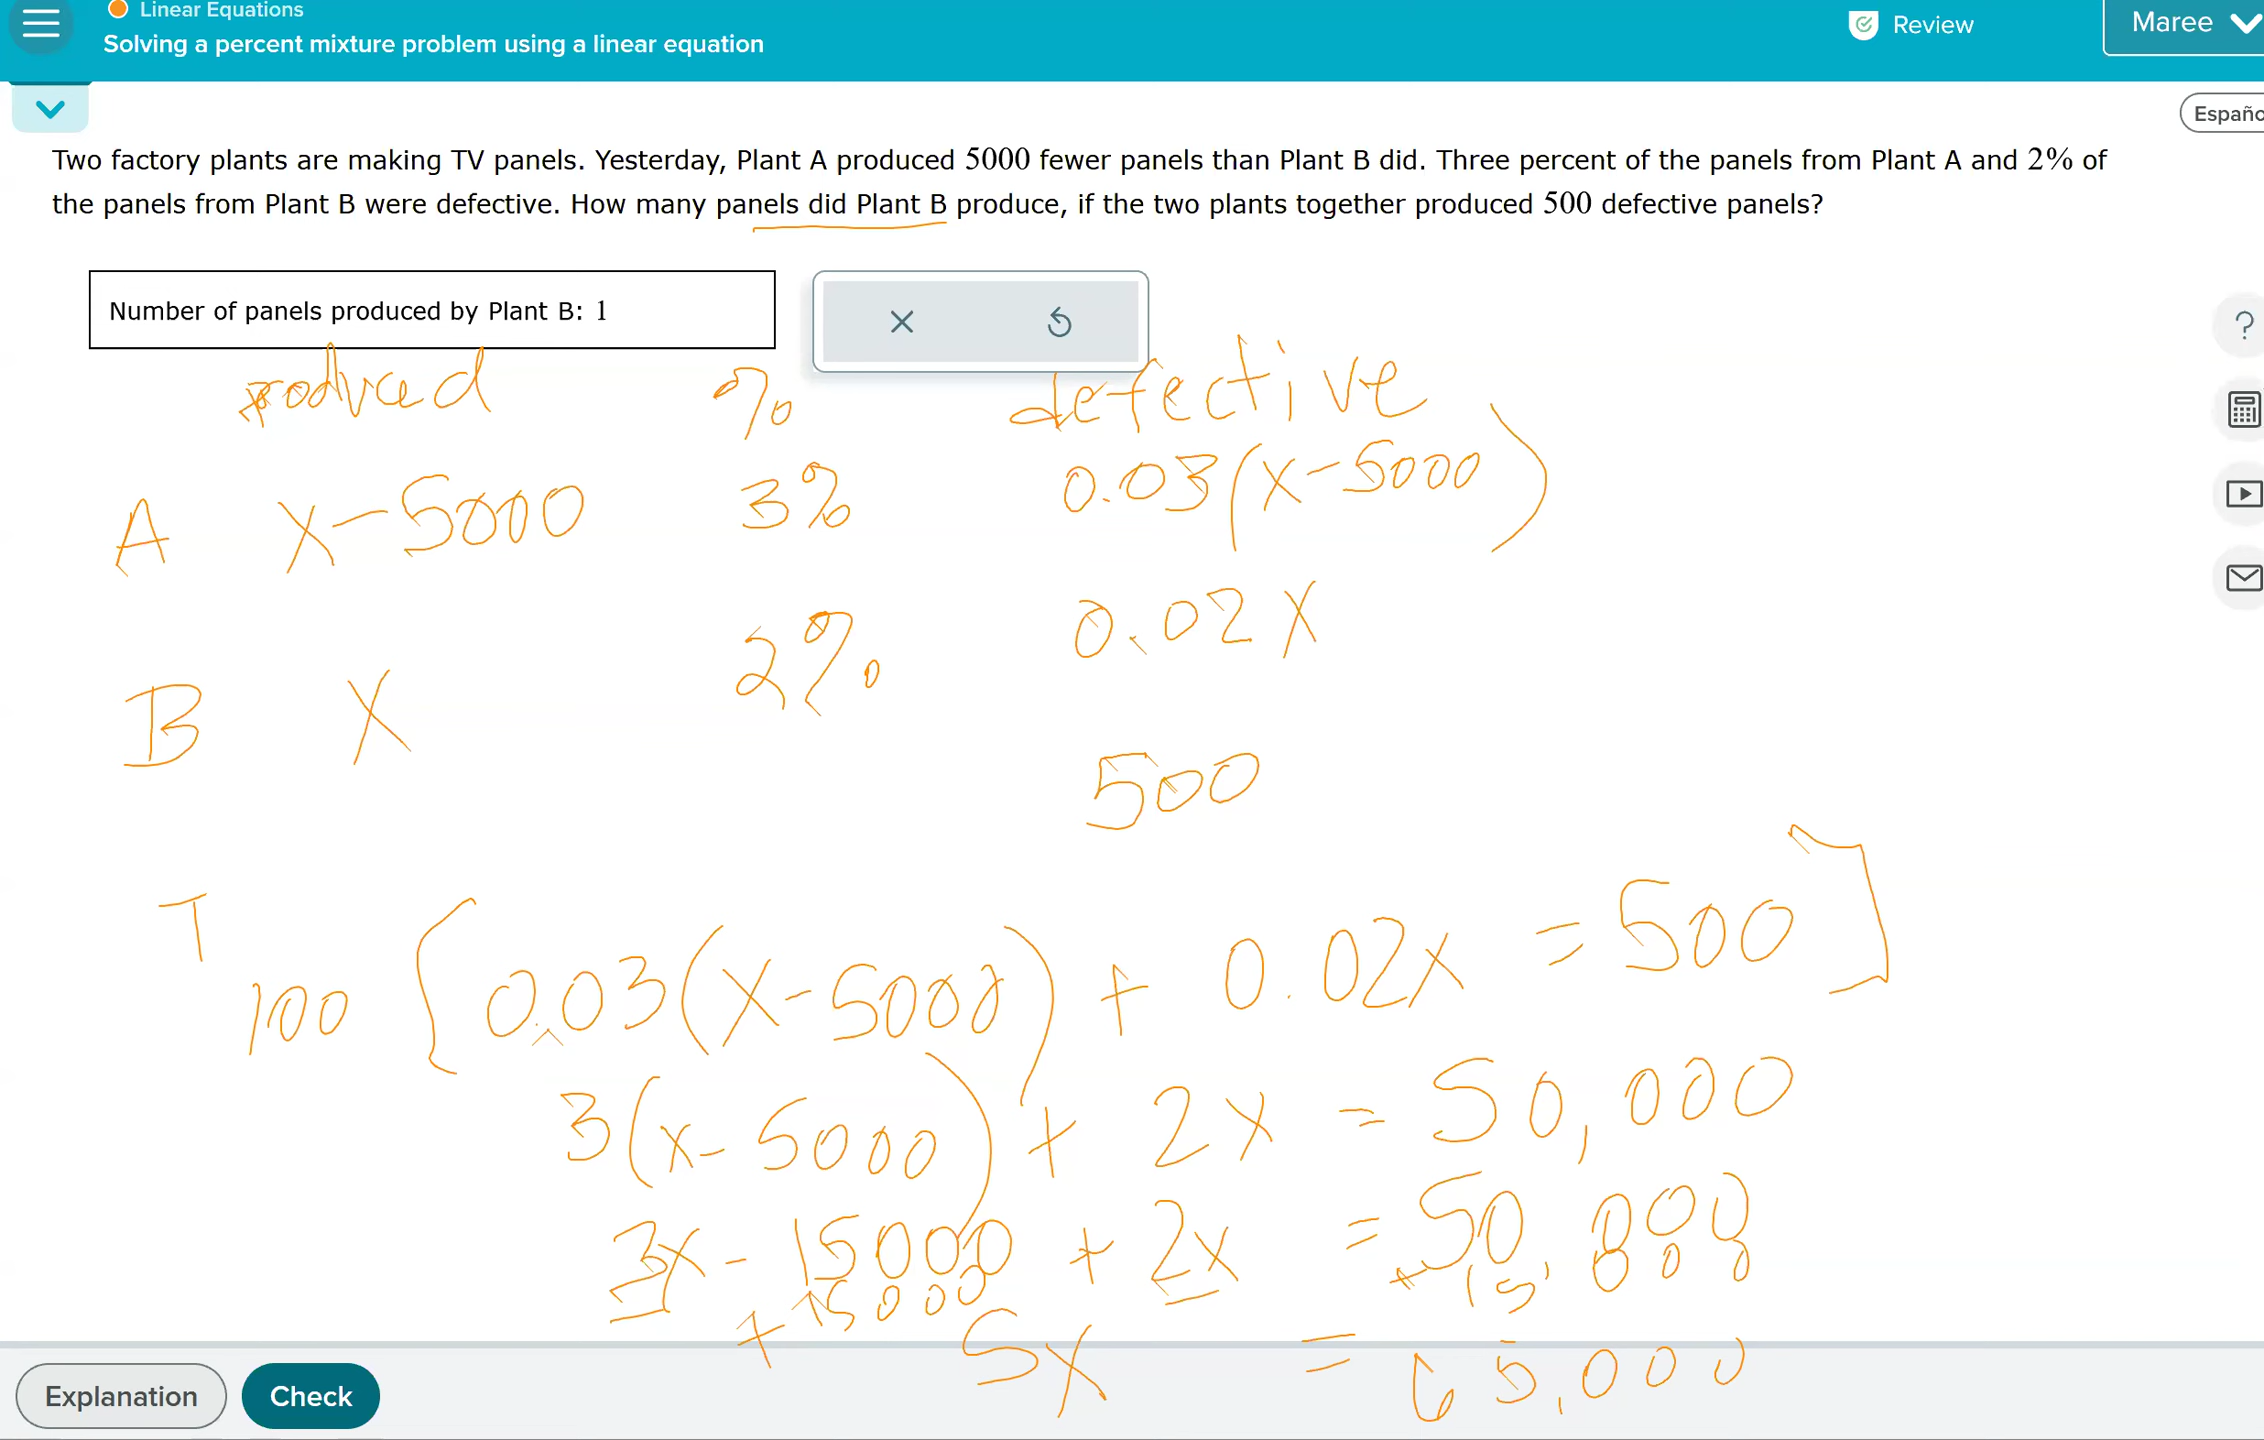 Linear Equations
Solving a percent mixture problem using a linear equation
Review
Maree
Españo
Two factory plants are making TV panels. Yesterday, Plant A produced 5000 fewer panels than Plant B did. Three percent of the panels from Plant A and 2% of
the panels from Plant B were defective. How many panels did Plant B produce, if the two plants together produced 500 defective panels?
Number of panels produced by Plant B: 1
produced % defective
A x-5000 3% 0.03(x-5000)
B x 2% 0.02x
T 500
100 [0.03(x-5000) + 0.02x = 500]
3(x-5000) + 2x = 50,000
3x - 15000 + 2x = 50,000
+ 15000 + 15,000
5x = 65,000
Explanation
Check